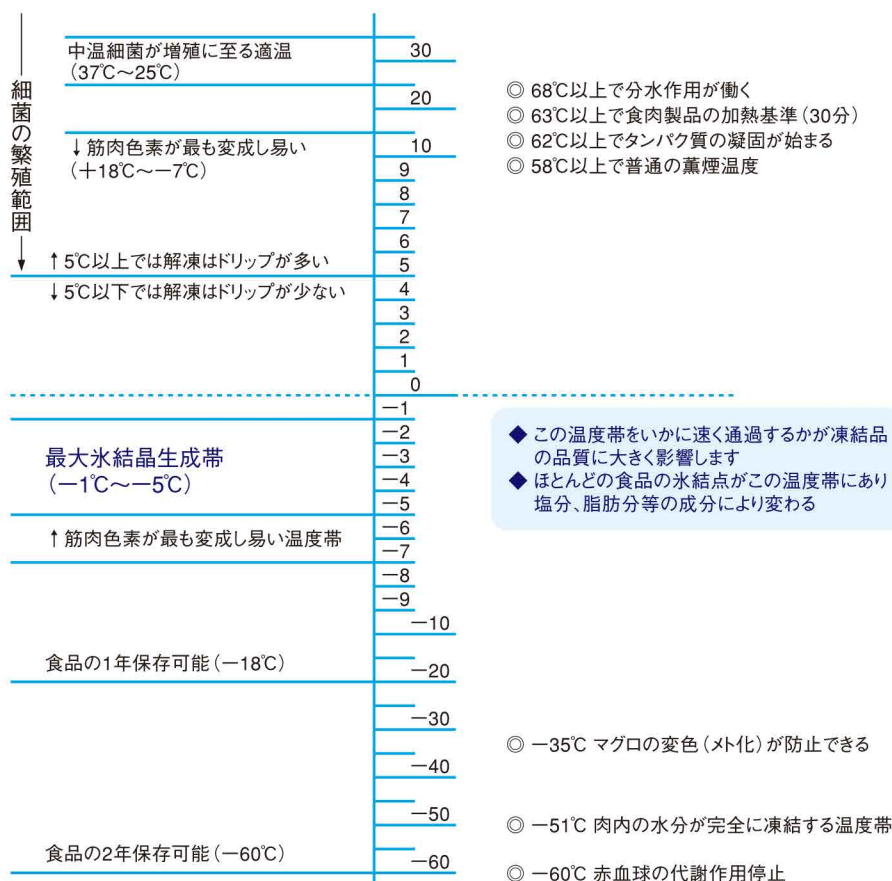 細菌の繁殖範囲
中温細菌が増殖に至る適温
(37℃～25℃)
↓筋肉色素が最も変成し易い
(＋18℃～－7℃)
↑5℃以上では解凍はドリップが多い
↓5℃以下では解凍はドリップが少ない
最大氷結晶生成帯
(－1℃～－5℃)
↑筋肉色素が最も変成し易い温度帯
食品の1年保存可能(－18℃)
食品の2年保存可能(－60℃)
30
20
10
9
8
7
6
5
4
3
2
1
0
－1
－2
－3
－4
－5
－6
－7
－8
－9
－10
－20
－30
－40
－50
－60
◎ 68℃以上で分水作用が働く
◎ 63℃以上で食肉製品の加熱基準(30分)
◎ 62℃以上でタンパク質の凝固が始まる
◎ 58℃以上で普通の薫煙温度
◆ この温度帯をいかに速く通過するかが凍結品
の品質に大きく影響します
◆ ほとんどの食品の氷結点がこの温度帯にあり
塩分、脂肪分等の成分により変わる
◎ －35℃ マグロの変色(メト化)が防止できる
◎ －51℃ 肉内の水分が完全に凍結する温度帯
◎ －60℃ 赤血球の代謝作用停止